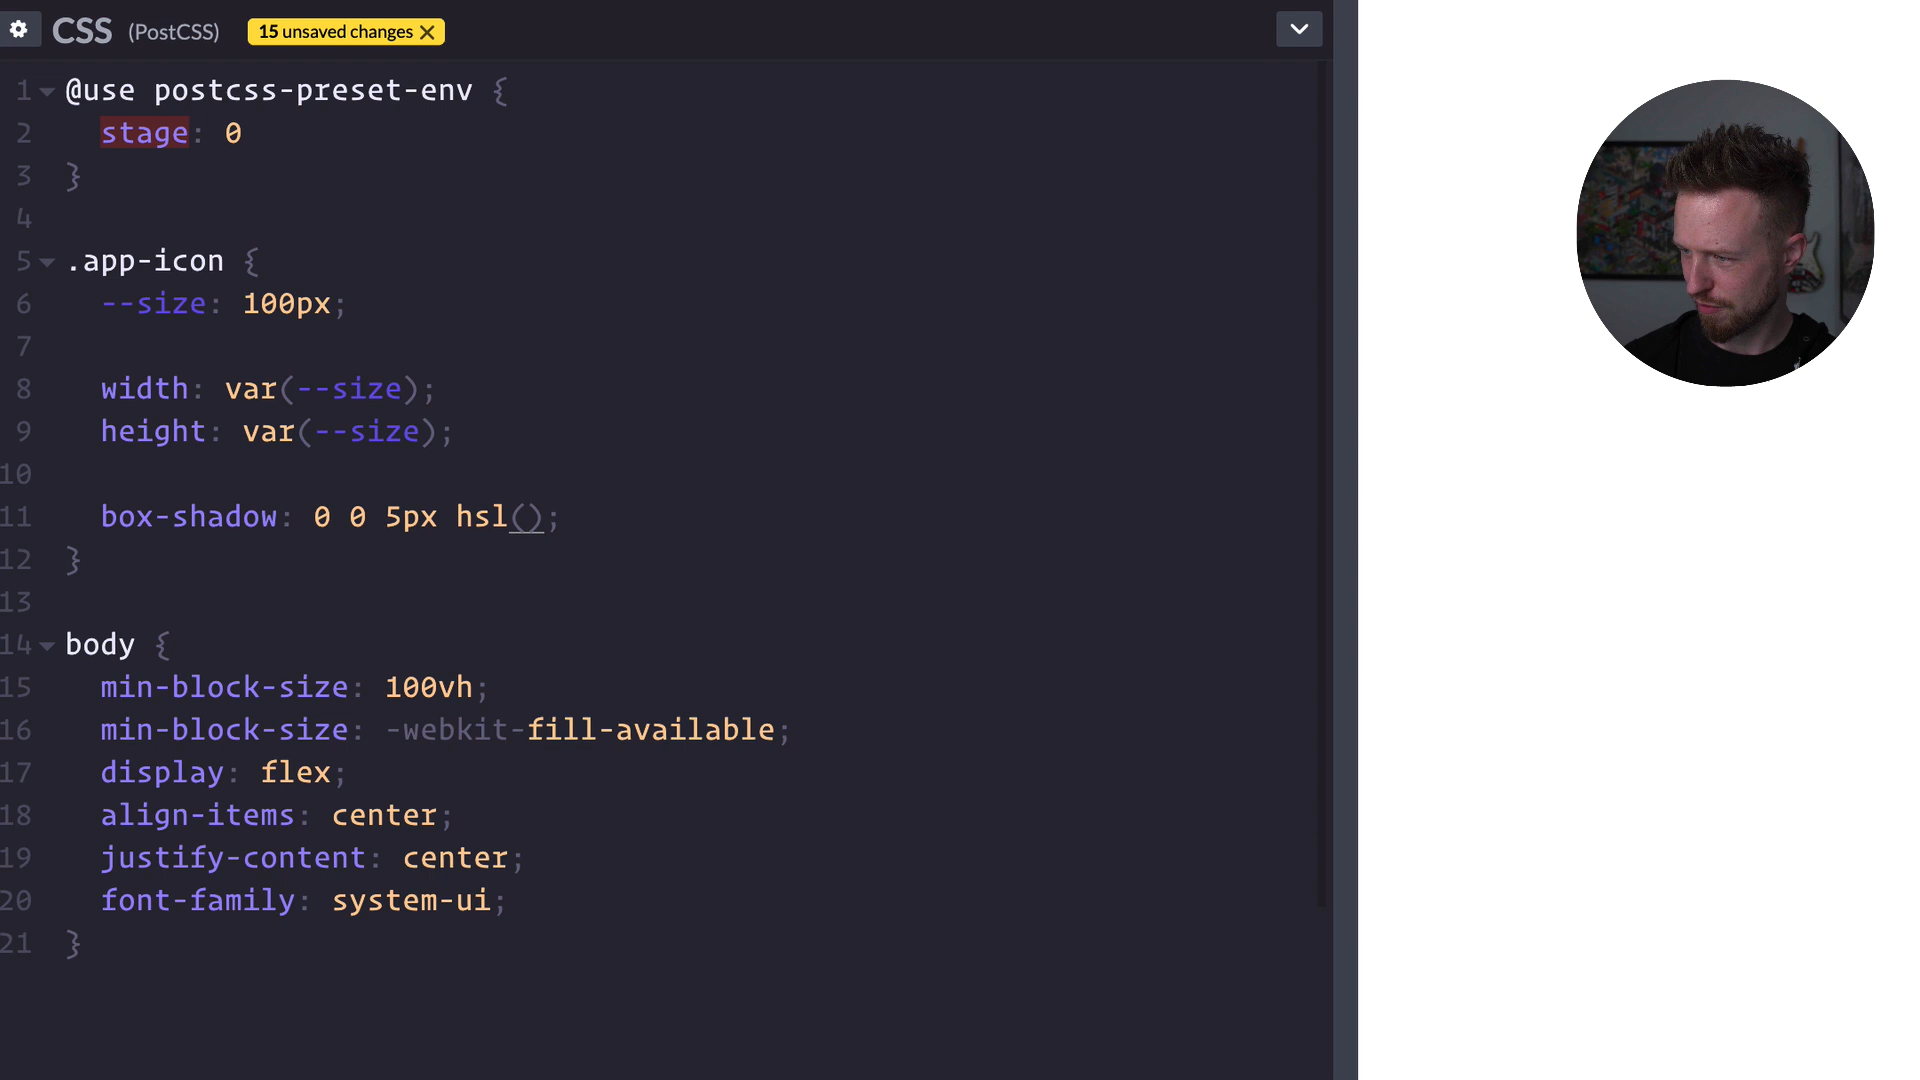 CSS (PostCSS) 15 unsaved changes
1 @use postcss-preset-env {
2 stage: 0
3 }
4
5 .app-icon {
6 --size: 100px;
7
8 width: var(--size);
9 height: var(--size);
10
11 box-shadow: 0 0 5px hsl();
12 }
13
14 body {
15 min-block-size: 100vh;
16 min-block-size: -webkit-fill-available;
17 display: flex;
18 align-items: center;
19 justify-content: center;
20 font-family: system-ui;
21 }